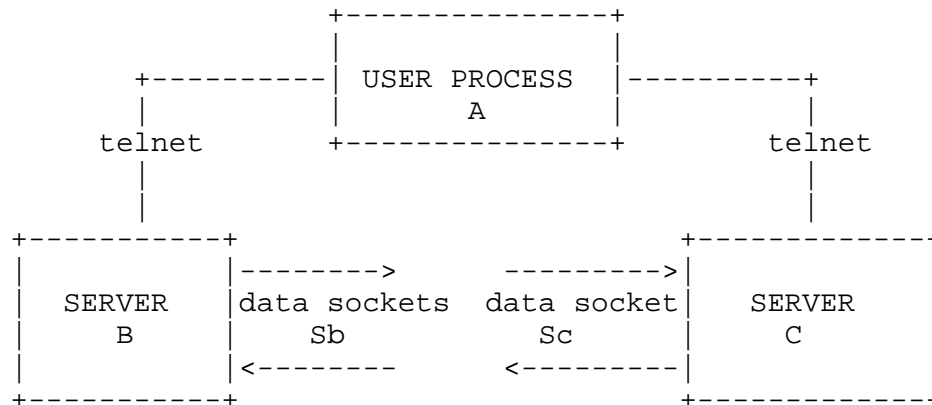 USER PROCESS
A
telnet telnet
data sockets data socket
SERVER SERVER
B Sb Sc C